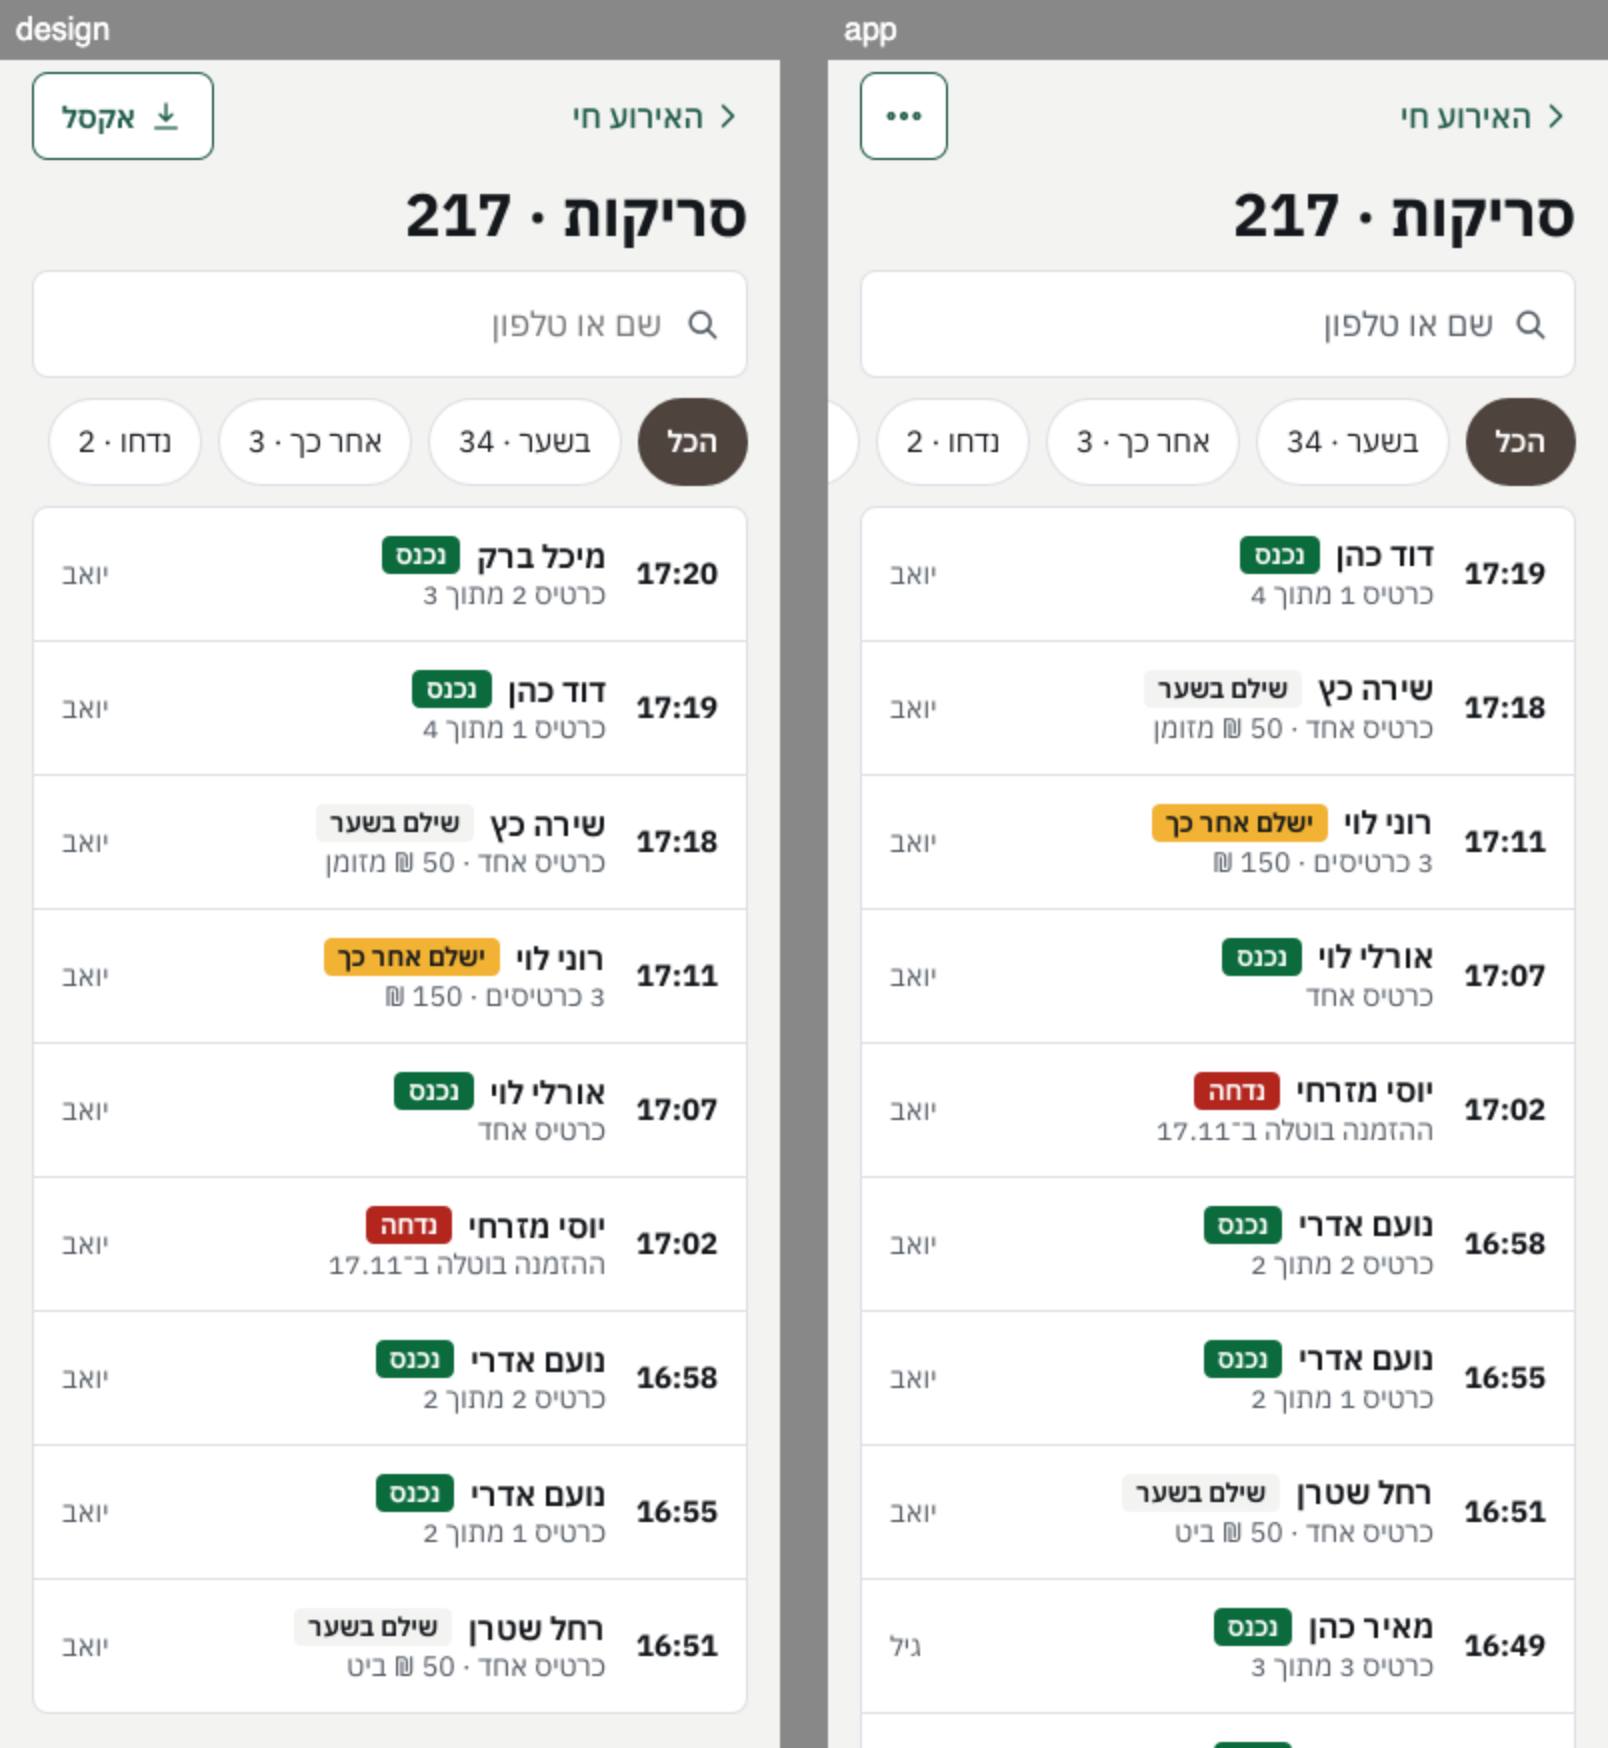 design
האירוע חי
אקסל
סריקות · 217
שם או טלפון
הכל
בשער · 34
אחר כך · 3
נדחו · 2
17:20 מיכל ברק נכנס יואב
כרטיס 2 מתוך 3
17:19 דוד כהן נכנס יואב
כרטיס 1 מתוך 4
17:18 שירה כץ שילם בשער יואב
כרטיס אחד · 50 ₪ מזומן
17:11 רוני לוי ישלם אחר כך יואב
3 כרטיסים · 150 ₪
17:07 אורלי לוי נכנס יואב
כרטיס אחד
17:02 יוסי מזרחי נדחה יואב
ההזמנה בוטלה ב־17.11
16:58 נועם אדרי נכנס יואב
כרטיס 2 מתוך 2
16:55 נועם אדרי נכנס יואב
כרטיס 1 מתוך 2
16:51 רחל שטרן שילם בשער יואב
כרטיס אחד · 50 ₪ ביט
app
האירוע חי
סריקות · 217
שם או טלפון
הכל
בשער · 34
אחר כך · 3
נדחו · 2
17:19 דוד כהן נכנס יואב
כרטיס 1 מתוך 4
17:18 שירה כץ שילם בשער יואב
כרטיס אחד · 50 ₪ מזומן
17:11 רוני לוי ישלם אחר כך יואב
3 כרטיסים · 150 ₪
17:07 אורלי לוי נכנס יואב
כרטיס אחד
17:02 יוסי מזרחי נדחה יואב
ההזמנה בוטלה ב־17.11
16:58 נועם אדרי נכנס יואב
כרטיס 2 מתוך 2
16:55 נועם אדרי נכנס יואב
כרטיס 1 מתוך 2
16:51 רחל שטרן שילם בשער יואב
כרטיס אחד · 50 ₪ ביט
16:49 מאיר כהן נכנס גיל
כרטיס 3 מתוך 3